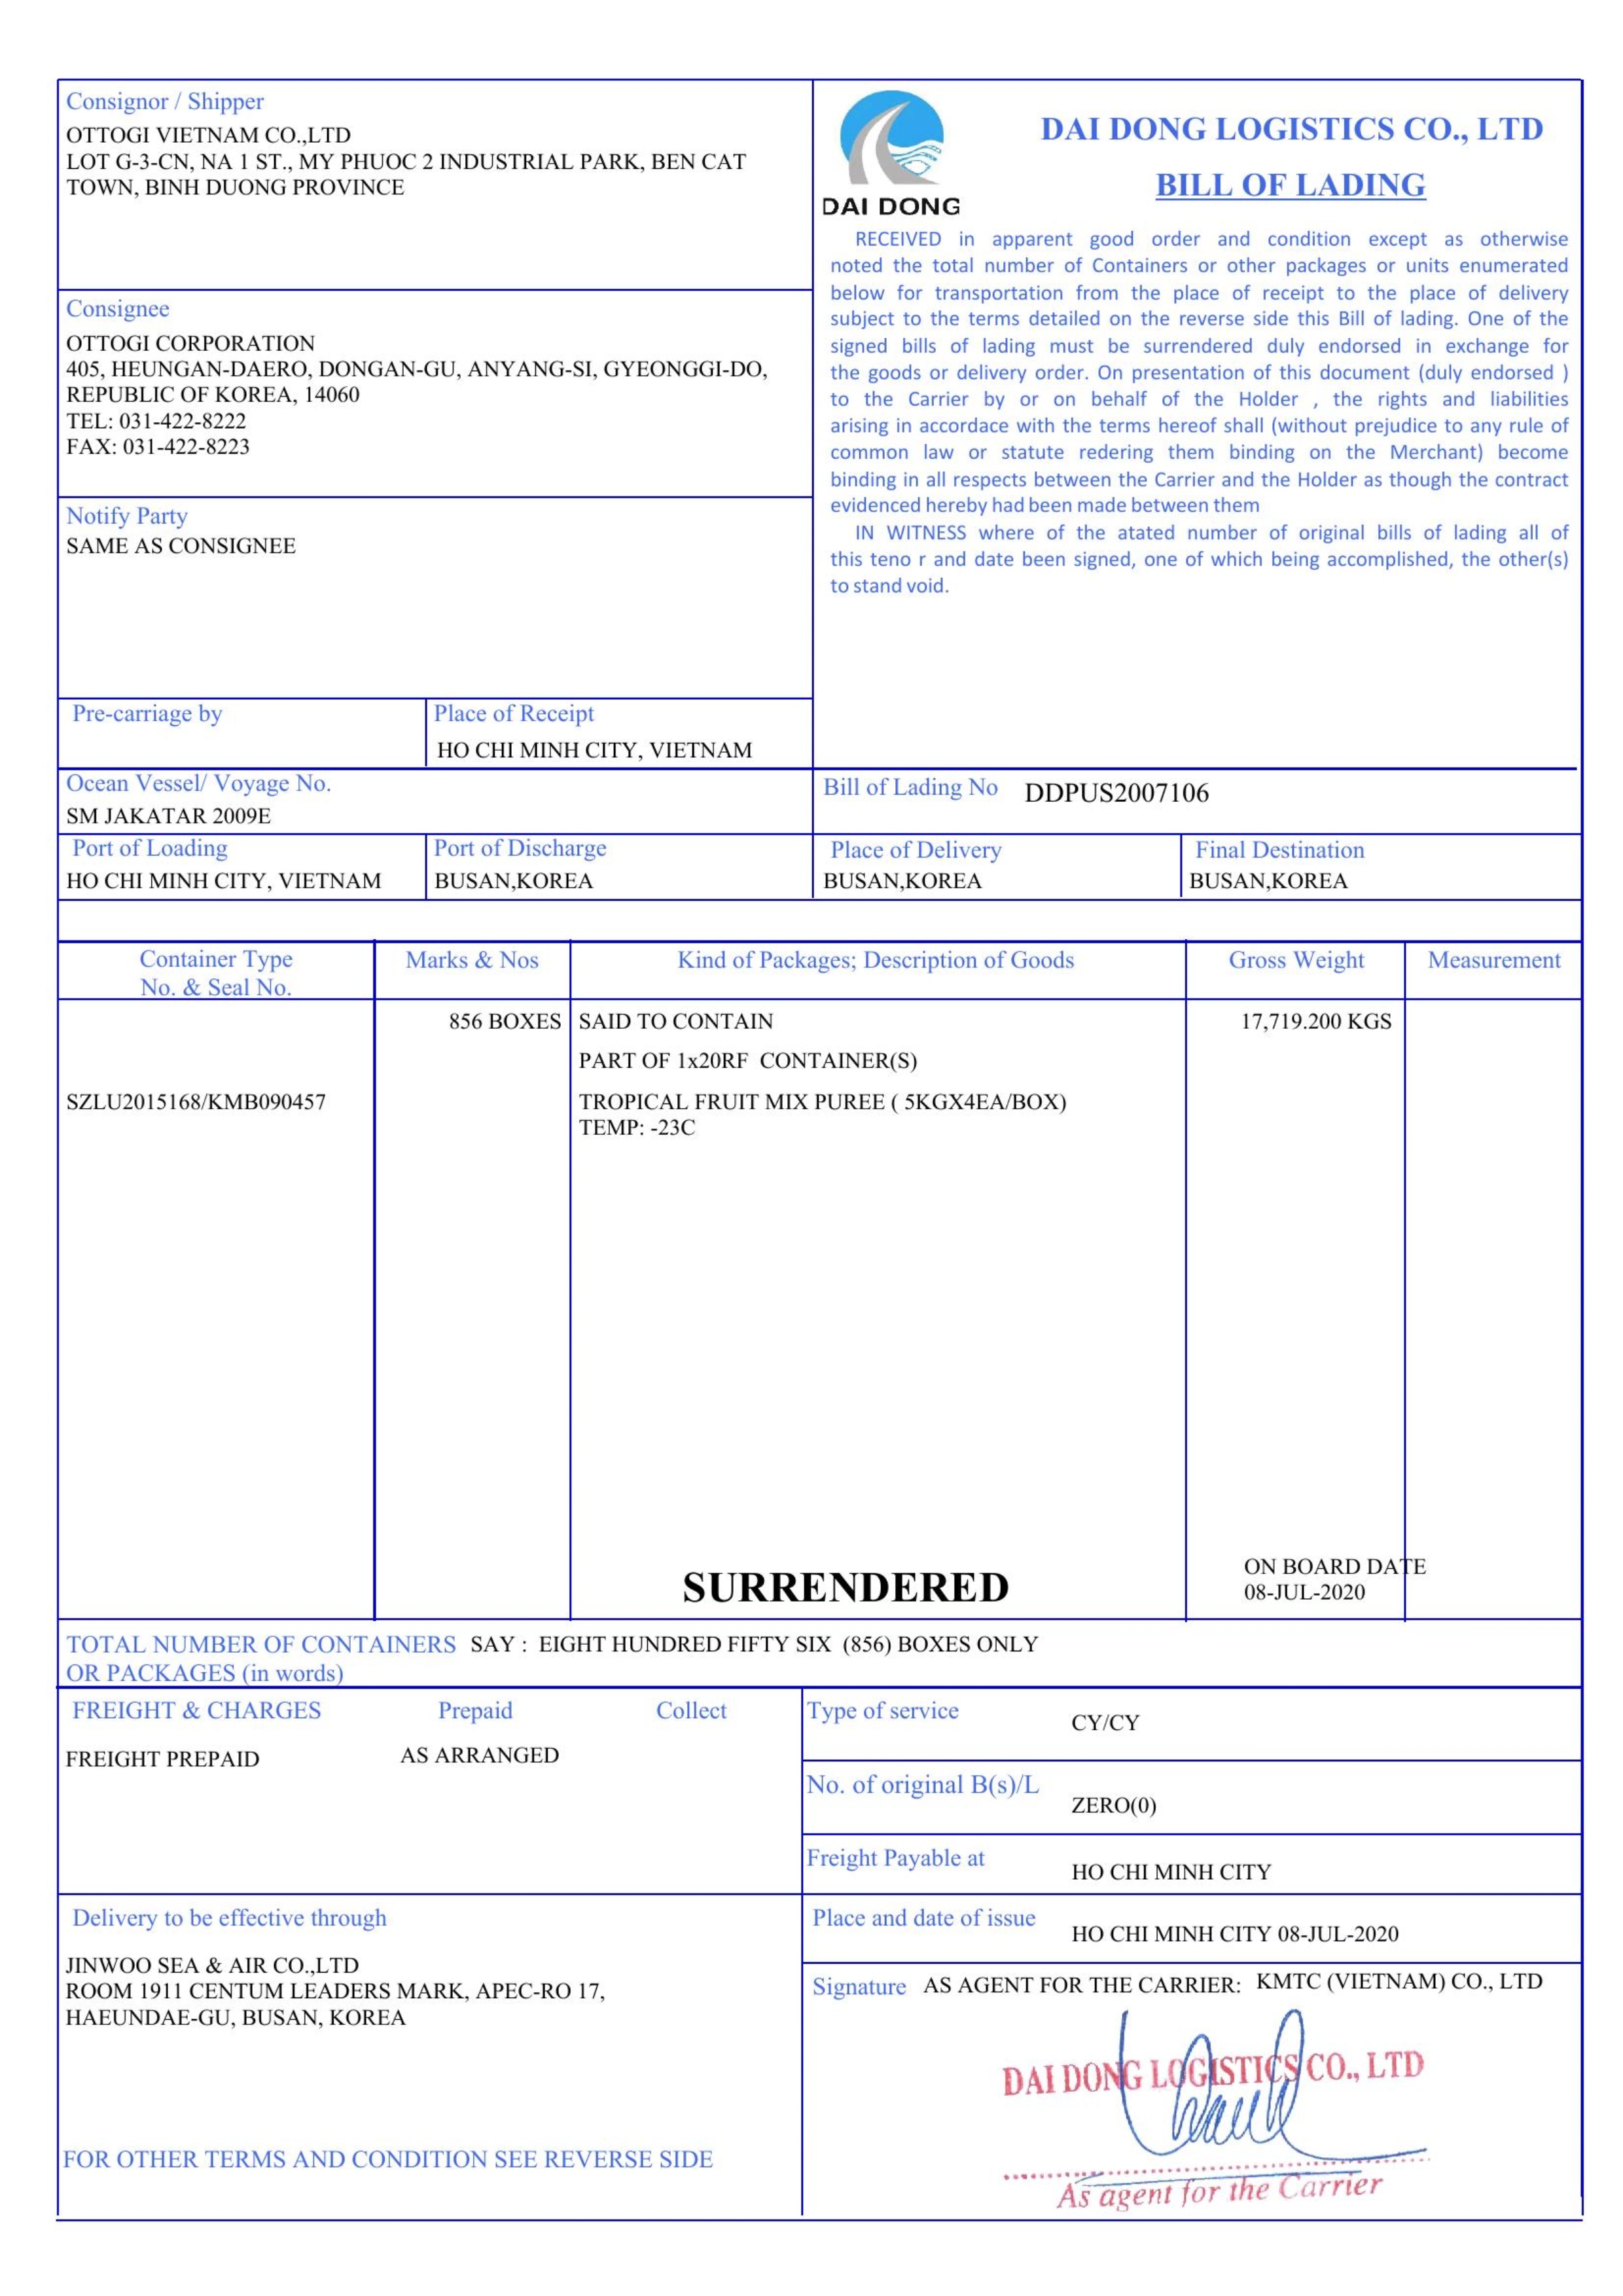 Consignor / Shipper
OTTOGI VIETNAM CO.,LTD
LOT G-3-CN, NA 1 ST., MY PHUOC 2 INDUSTRIAL PARK, BEN CAT
TOWN, BINH DUONG PROVINCE
DAI DONG
DAI DONG LOGISTICS CO., LTD
BILL OF LADING
RECEIVED in apparent good order and condition except as otherwise
noted the total number of Containers or other packages or units enumerated
below for transportation from the place of receipt to the place of delivery
subject to the terms detailed on the reverse side this Bill of lading. One of the
signed bills of lading must be surrendered duly endorsed in exchange for
the goods or delivery order. On presentation of this document (duly endorsed )
to the Carrier by or on behalf of the Holder , the rights and liabilities
arising in accordace with the terms hereof shall (without prejudice to any rule of
common law or statute redering them binding on the Merchant) become
binding in all respects between the Carrier and the Holder as though the contract
evidenced hereby had been made between them
IN WITNESS where of the atated number of original bills of lading all of
this teno r and date been signed, one of which being accomplished, the other(s)
to stand void.
Consignee
OTTOGI CORPORATION
405, HEUNGAN-DAERO, DONGAN-GU, ANYANG-SI, GYEONGGI-DO,
REPUBLIC OF KOREA, 14060
TEL: 031-422-8222
FAX: 031-422-8223
Notify Party
SAME AS CONSIGNEE
Pre-carriage by
Place of Receipt
HO CHI MINH CITY, VIETNAM
Ocean Vessel/ Voyage No.
SM JAKATAR 2009E
Bill of Lading No DDPUS2007106
Port of Loading
HO CHI MINH CITY, VIETNAM
Port of Discharge
BUSAN,KOREA
Place of Delivery
BUSAN,KOREA
Final Destination
BUSAN,KOREA
Container Type
No. & Seal No.
Marks & Nos
Kind of Packages; Description of Goods
Gross Weight
Measurement
856 BOXES
SAID TO CONTAIN
17,719.200 KGS
PART OF 1x20RF CONTAINER(S)
SZLU2015168/KMB090457
TROPICAL FRUIT MIX PUREE ( 5KGX4EA/BOX)
TEMP: -23C
SURRENDERED
ON BOARD DATE
08-JUL-2020
TOTAL NUMBER OF CONTAINERS SAY : EIGHT HUNDRED FIFTY SIX (856) BOXES ONLY
OR PACKAGES (in words)
FREIGHT & CHARGES
Prepaid
Collect
FREIGHT PREPAID
AS ARRANGED
Type of service
CY/CY
No. of original B(s)/L
ZERO(0)
Freight Payable at
HO CHI MINH CITY
Delivery to be effective through
JINWOO SEA & AIR CO.,LTD
ROOM 1911 CENTUM LEADERS MARK, APEC-RO 17,
HAEUNDAE-GU, BUSAN, KOREA
FOR OTHER TERMS AND CONDITION SEE REVERSE SIDE
Place and date of issue
HO CHI MINH CITY 08-JUL-2020
Signature AS AGENT FOR THE CARRIER: KMTC (VIETNAM) CO., LTD
DAI DONG LOGISTICS CO., LTD
As agent for the Carrier